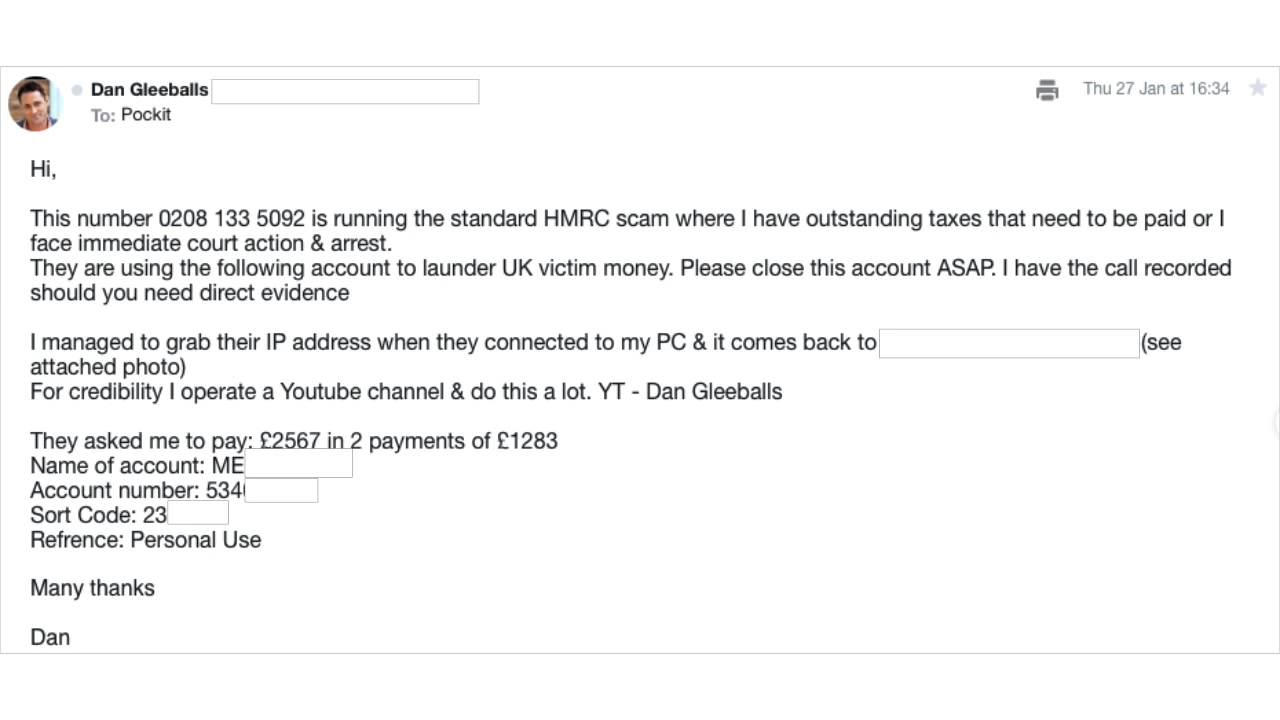 Dan Gleeballs
Thu 27 Jan at 16:34
To: Pockit
Hi,
This number 0208 133 5092 is running the standard HMRC scam where I have outstanding taxes that need to be paid or I
face immediate court action & arrest.
They are using the following account to launder UK victim money. Please close this account ASAP. I have the call recorded
should you need direct evidence
I managed to grab their IP address when they connected to my PC & it comes back to (see
attached photo)
For credibility I operate a Youtube channel & do this a lot. YT - Dan Gleeballs
They asked me to pay: £2567 in 2 payments of £1283
Name of account: ME
Account number: 534
Sort Code: 23
Refrence: Personal Use
Many thanks
Dan